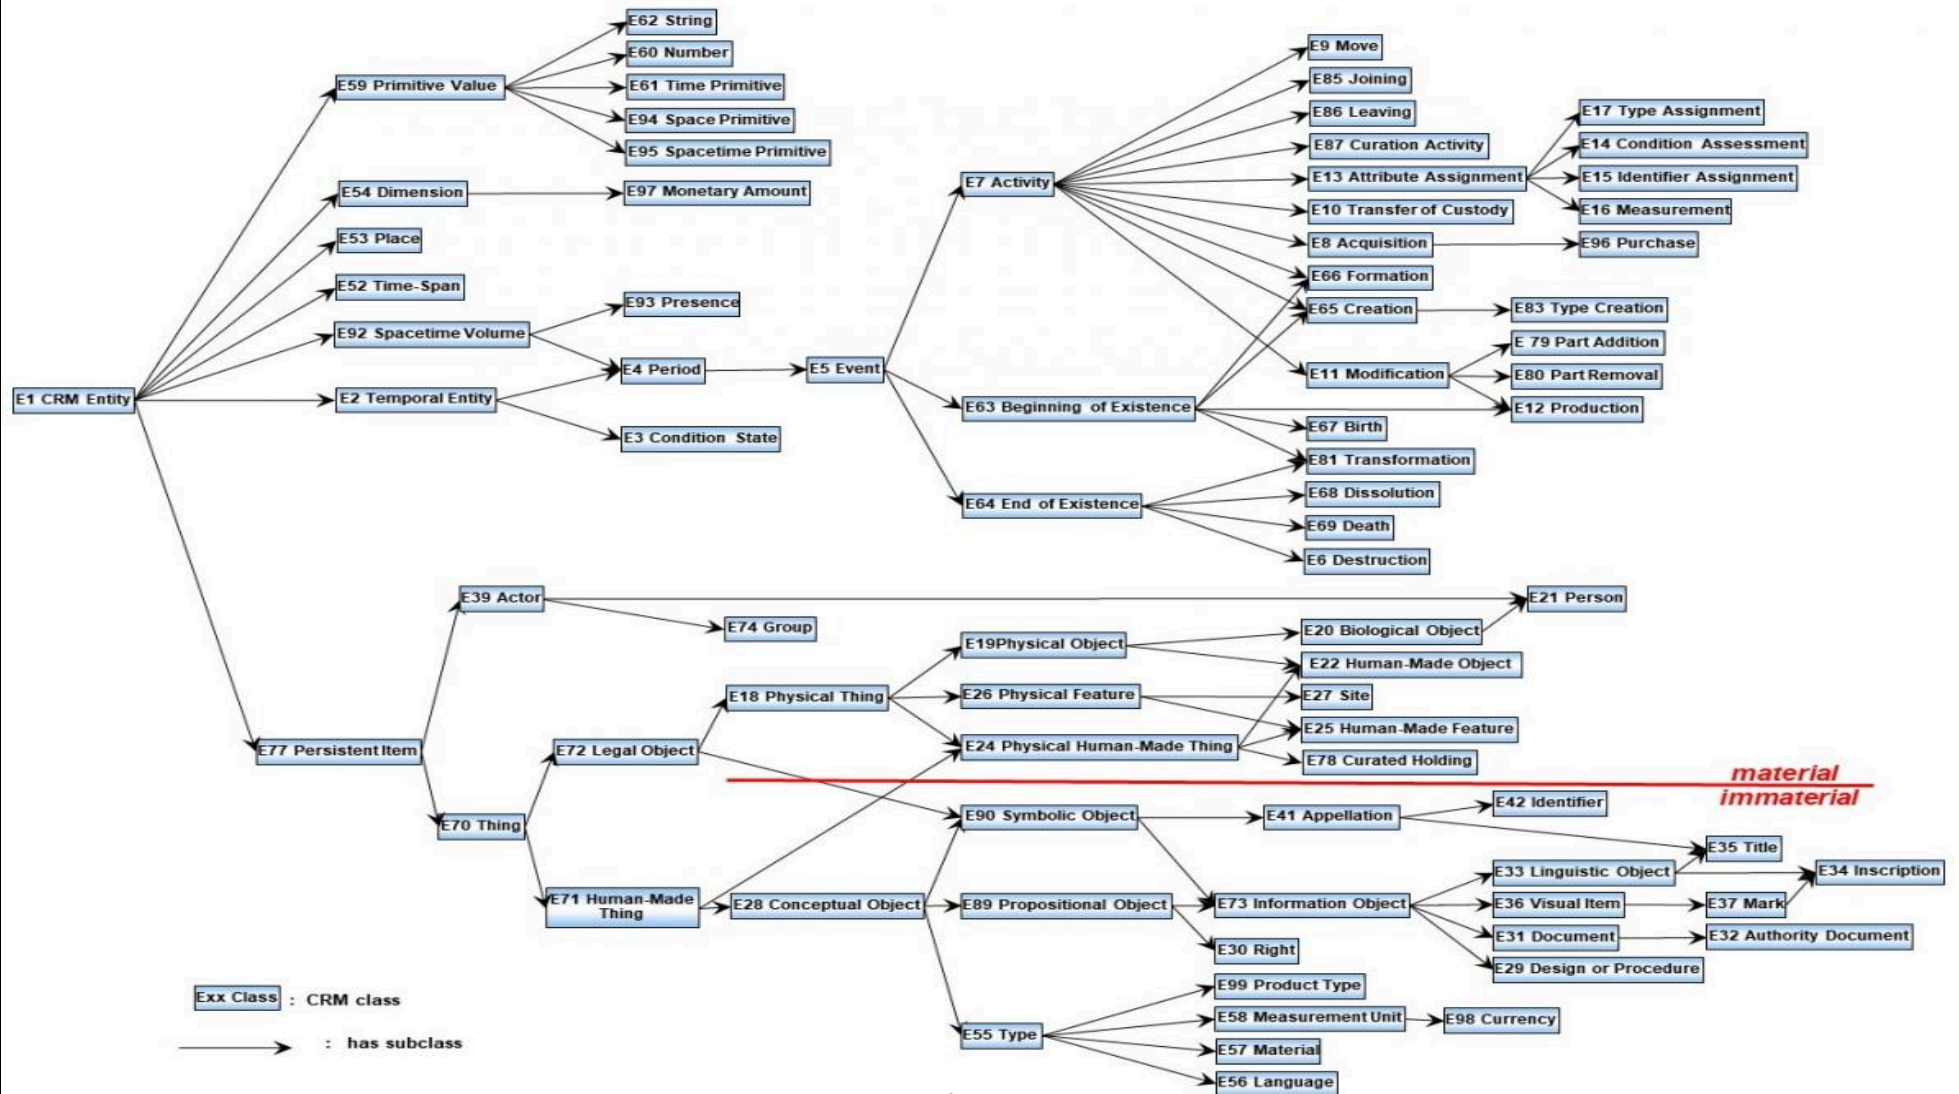 E62 String
E60 Number
E59 Primitive Value
E61 Time Primitive
E94 Space Primitive
E95 Spacetime Primitive
E54 Dimension
E97 Monetary Amount
E53 Place
E52 Time-Span
E93 Presence
E92 Spacetime Volume
E4 Period
E5 Event
E1 CRM Entity
E2 Temporal Entity
E3 Condition State
E9 Move
E85 Joining
E86 Leaving
E17 Type Assignment
E87 Curation Activity
E14 Condition Assessment
E7 Activity
E13 Attribute Assignment
E15 Identifier Assignment
E10 Transfer of Custody
E16 Measurement
E8 Acquisition
E96 Purchase
E66 Formation
E65 Creation
E83 Type Creation
E 79 Part Addition
E11 Modification
E80 Part Removal
E63 Beginning of Existence
E12 Production
E67 Birth
E81 Transformation
E64 End of Existence
E68 Dissolution
E69 Death
E6 Destruction
E39 Actor
E21 Person
E74 Group
E20 Biological Object
E19Physical Object
E22 Human-Made Object
E18 Physical Thing
E26 Physical Feature
E27 Site
E25 Human-Made Feature
E77 Persistent Item
E72 Legal Object
E24 Physical Human-Made Thing
E78 Curated Holding
material
immaterial
E70 Thing
E90 Symbolic Object
E41 Appellation
E42 Identifier
E35 Title
E33 Linguistic Object
E34 Inscription
E71 Human-Made
Thing
E28 Conceptual Object
E89 Propositional Object
E73 Information Object
E36 Visual Item
E37 Mark
E31 Document
E32 Authority Document
E30 Right
E29 Design or Procedure
E99 Product Type
E55 Type
E58 Measurement Unit
E98 Currency
E57 Material
E56 Language
Exx Class : CRM class
: has subclass